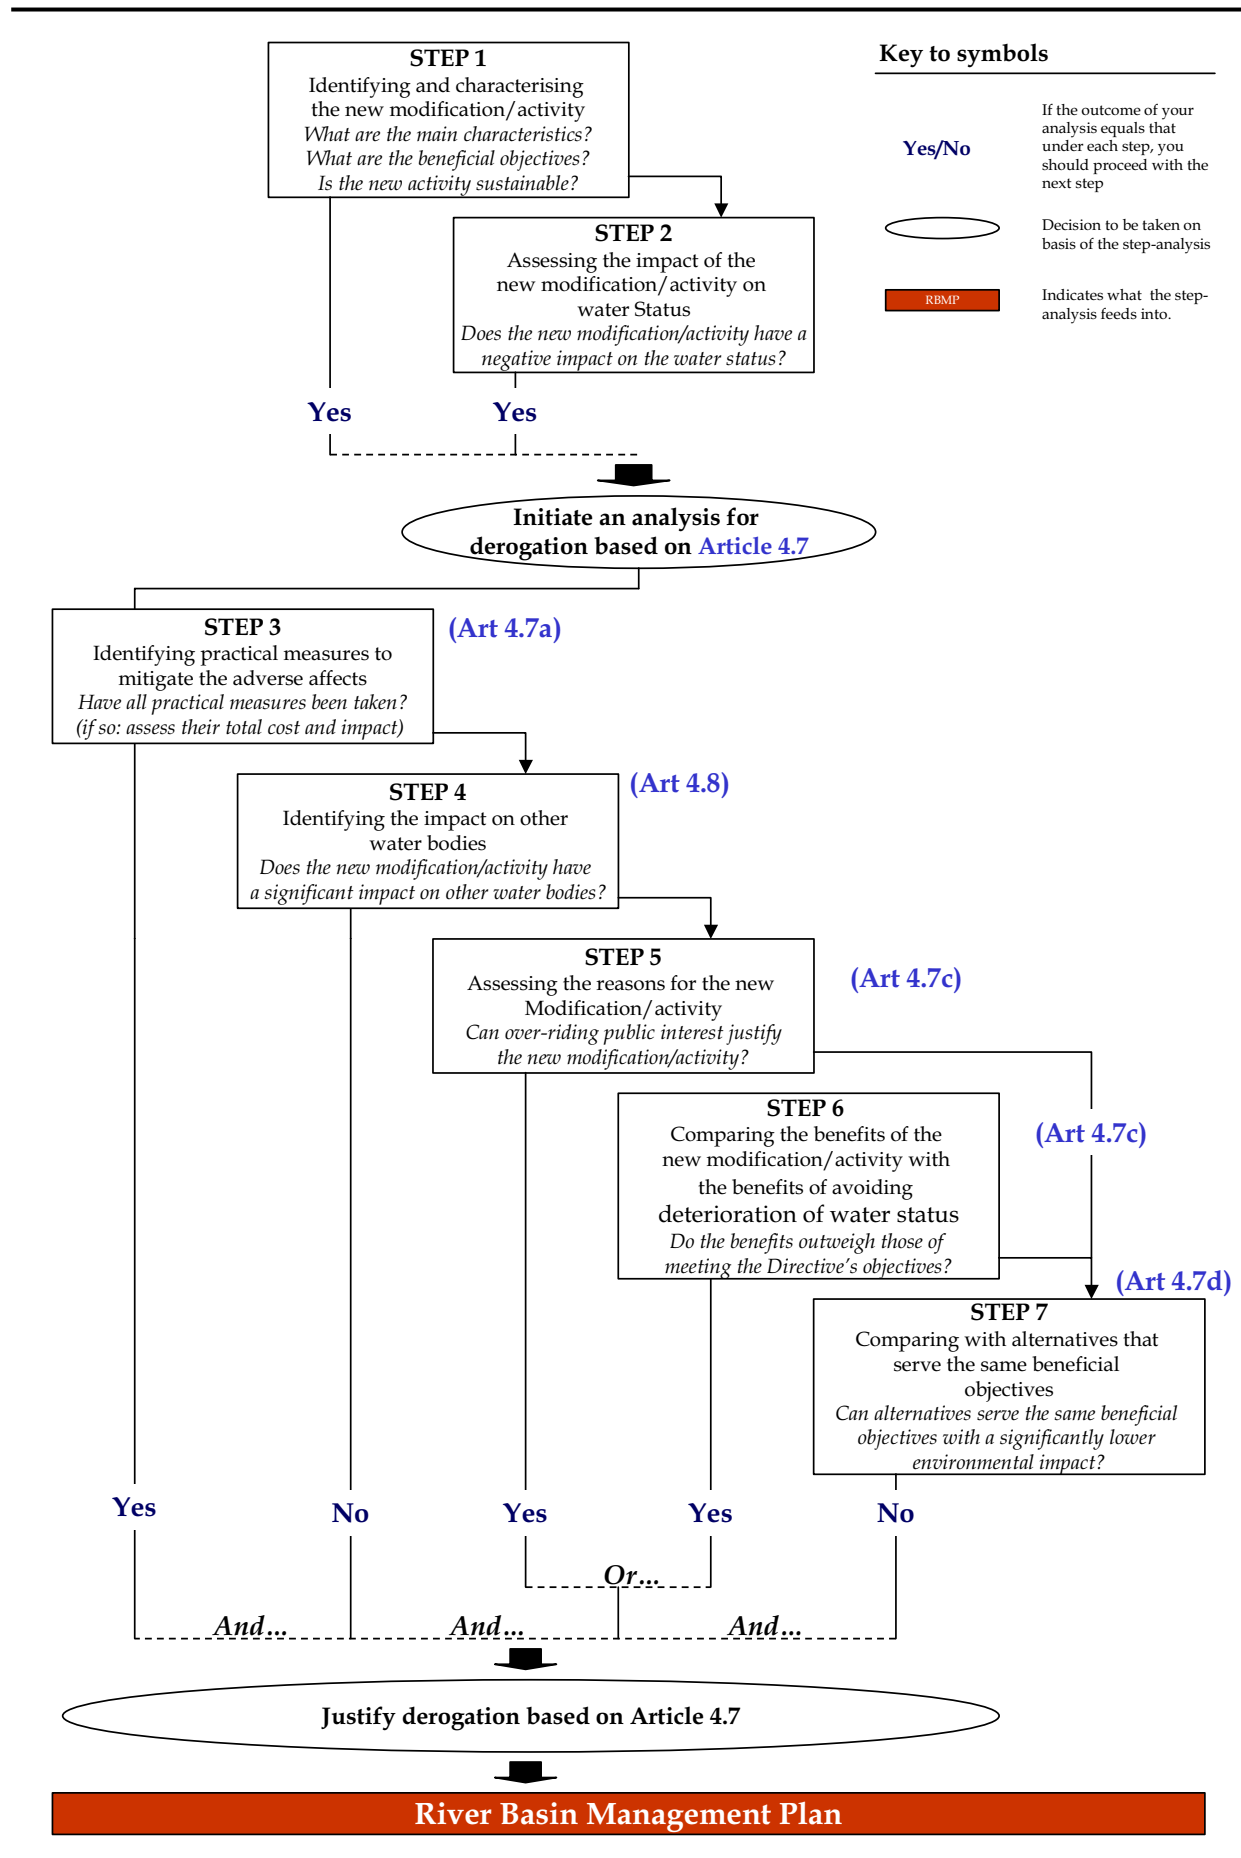 STEP 1
Identifying and characterising
the new modification/activity
What are the main characteristics?
What are the beneficial objectives?
Is the new activity sustainable?
Key to symbols
Yes/No
If the outcome of your
analysis equals that
under each step, you
should proceed with the
next step
Decision to be taken on
basis of the step-analysis
RBMP
Indicates what the step-
analysis feeds into.
STEP 2
Assessing the impact of the
new modification/activity on
water Status
Does the new modification/activity have a
negative impact on the water status?
Yes
Yes
Initiate an analysis for
derogation based on Article 4.7
STEP 3
Identifying practical measures to
mitigate the adverse affects
Have all practical measures been taken?
(if so: assess their total cost and impact)
(Art 4.7a)
STEP 4
Identifying the impact on other
water bodies
Does the new modification/activity have
a significant impact on other water bodies?
(Art 4.8)
STEP 5
Assessing the reasons for the new
Modification/activity
Can over-riding public interest justify
the new modification/activity?
(Art 4.7c)
STEP 6
Comparing the benefits of the
new modification/activity with
the benefits of avoiding
deterioration of water status
Do the benefits outweigh those of
meeting the Directive's objectives?
(Art 4.7c)
(Art 4.7d)
STEP 7
Comparing with alternatives that
serve the same beneficial
objectives
Can alternatives serve the same beneficial
objectives with a significantly lower
environmental impact?
Yes
No
Yes
Yes
No
Or...
And...
And...
And...
Justify derogation based on Article 4.7
River Basin Management Plan